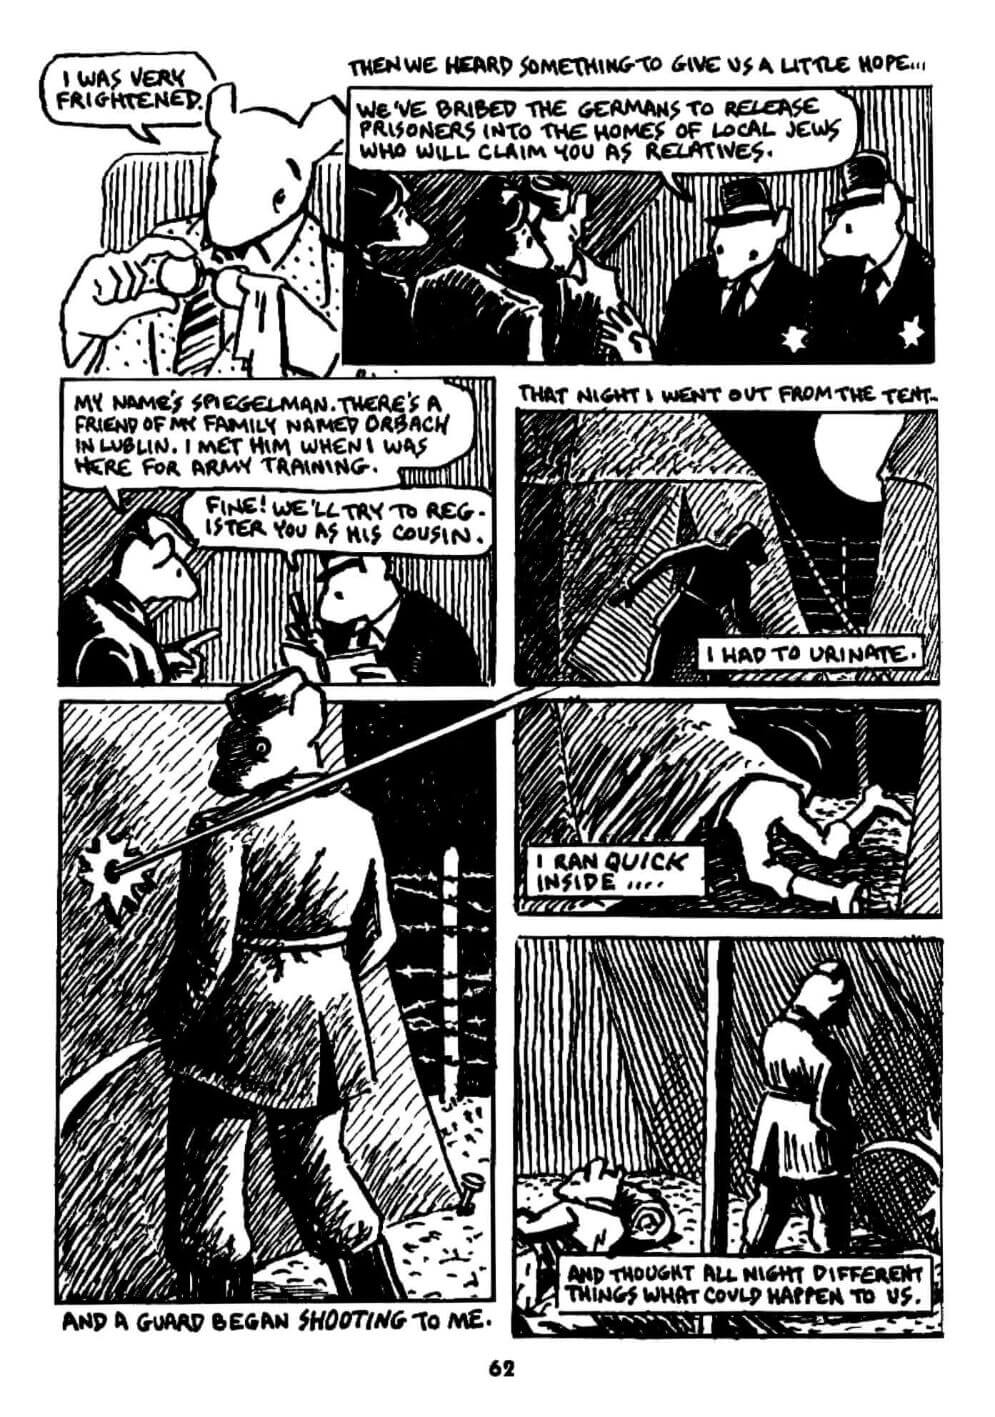 I WAS VERY
FRIGHTENED.
THEN WE HEARD SOMETHING TO GIVE US A LITTLE HOPE...
WE'VE BRIBED THE GERMANS TO RELEASE
PRISONERS INTO THE HOMES OF LOCAL JEWS
WHO WILL CLAIM YOU AS RELATIVES.
MY NAME'S SPIEGELMAN. THERE'S A
FRIEND OF MY FAMILY NAMED ORBACH
IN LUBLIN. I MET HIM WHEN I WAS
HERE FOR ARMY TRAINING.
FINE! WE'LL TRY TO REG-
ISTER YOU AS HIS COUSIN.
THAT NIGHT I WENT OUT FROM THE TENT..
I HAD TO URINATE.
AND A GUARD BEGAN SHOOTING TO ME.
I RAN QUICK
INSIDE ....
AND THOUGHT ALL NIGHT DIFFERENT
THINGS WHAT COULD HAPPEN TO US.
62